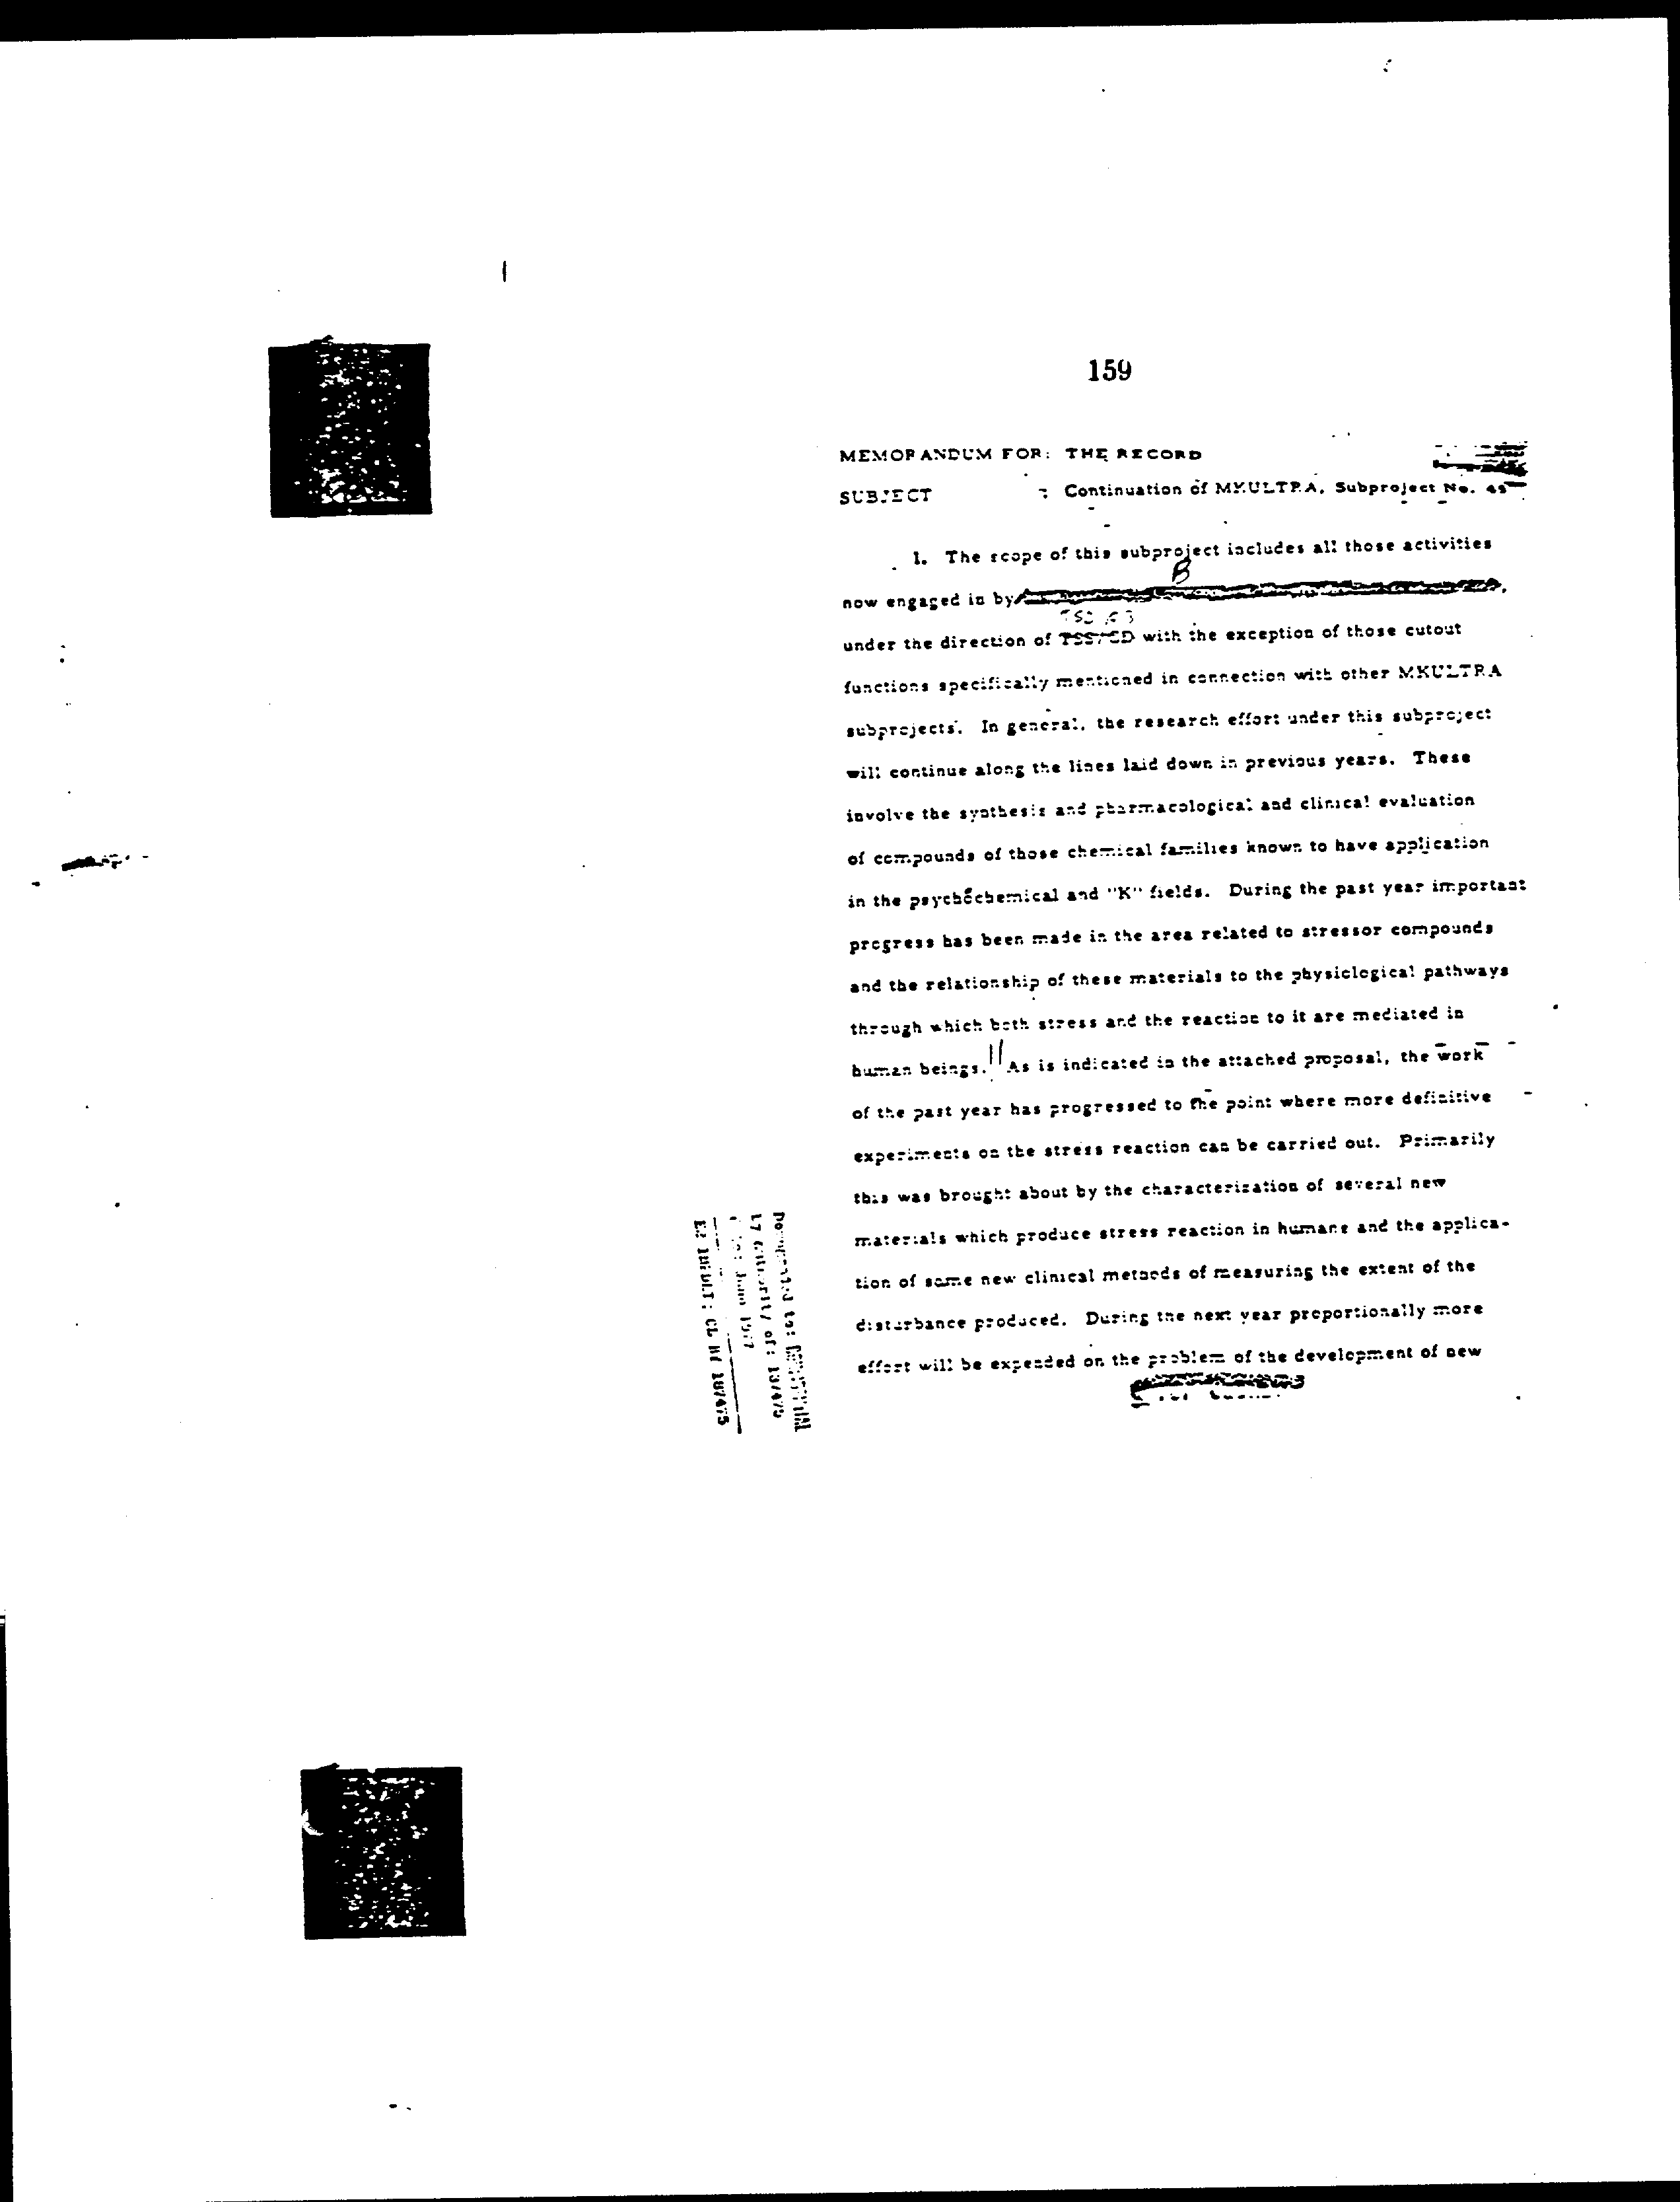 159
MEMORANDUM FOR: THE RECORD
SUBJECT : Continuation of MKULTRA, Subproject No. 45
1. The scope of this subproject includes all those activities
B
now engaged in by
under the direction of TSS/CD with the exception of those cutout
functions specifically mentioned in connection with other MKULTRA
subprojects. In general, the research effort under this subproject
will continue along the lines laid down in previous years. These
involve the synthesis and pharmacological and clinical evaluation
of compounds of those chemical families known to have application
in the psychochemical and "K" fields. During the past year important
progress has been made in the area related to stressor compounds
and the relationship of these materials to the physiological pathways
through which both stress and the reaction to it are mediated in
human beings. As is indicated in the attached proposal, the work
of the past year has progressed to the point where more definitive
experiments on the stress reaction can be carried out. Primarily
this was brought about by the characterization of several new
materials which produce stress reaction in humans and the applica-
tion of some new clinical methods of measuring the extent of the
disturbance produced. During the next year proportionally more
effort will be expended on the problem of the development of new
Downgraded to:
by authority of: 187475
June 1977
E2 IMPDET: CL BY 187475